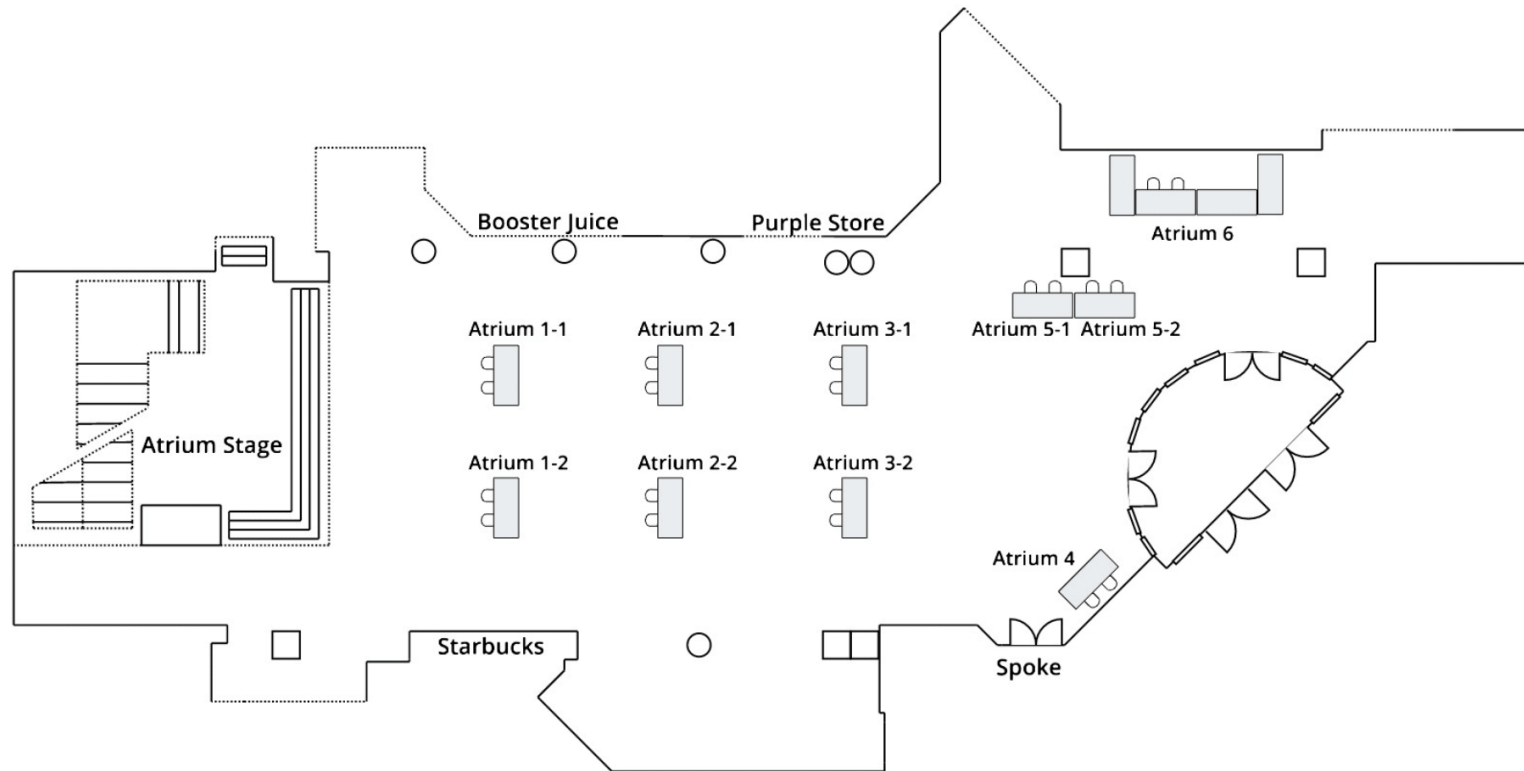 Booster Juice
Purple Store
Atrium 6
Atrium 1-1
Atrium 2-1
Atrium 3-1
Atrium 5-1
Atrium 5-2
Atrium Stage
Atrium 1-2
Atrium 2-2
Atrium 3-2
Atrium 4
Starbucks
Spoke